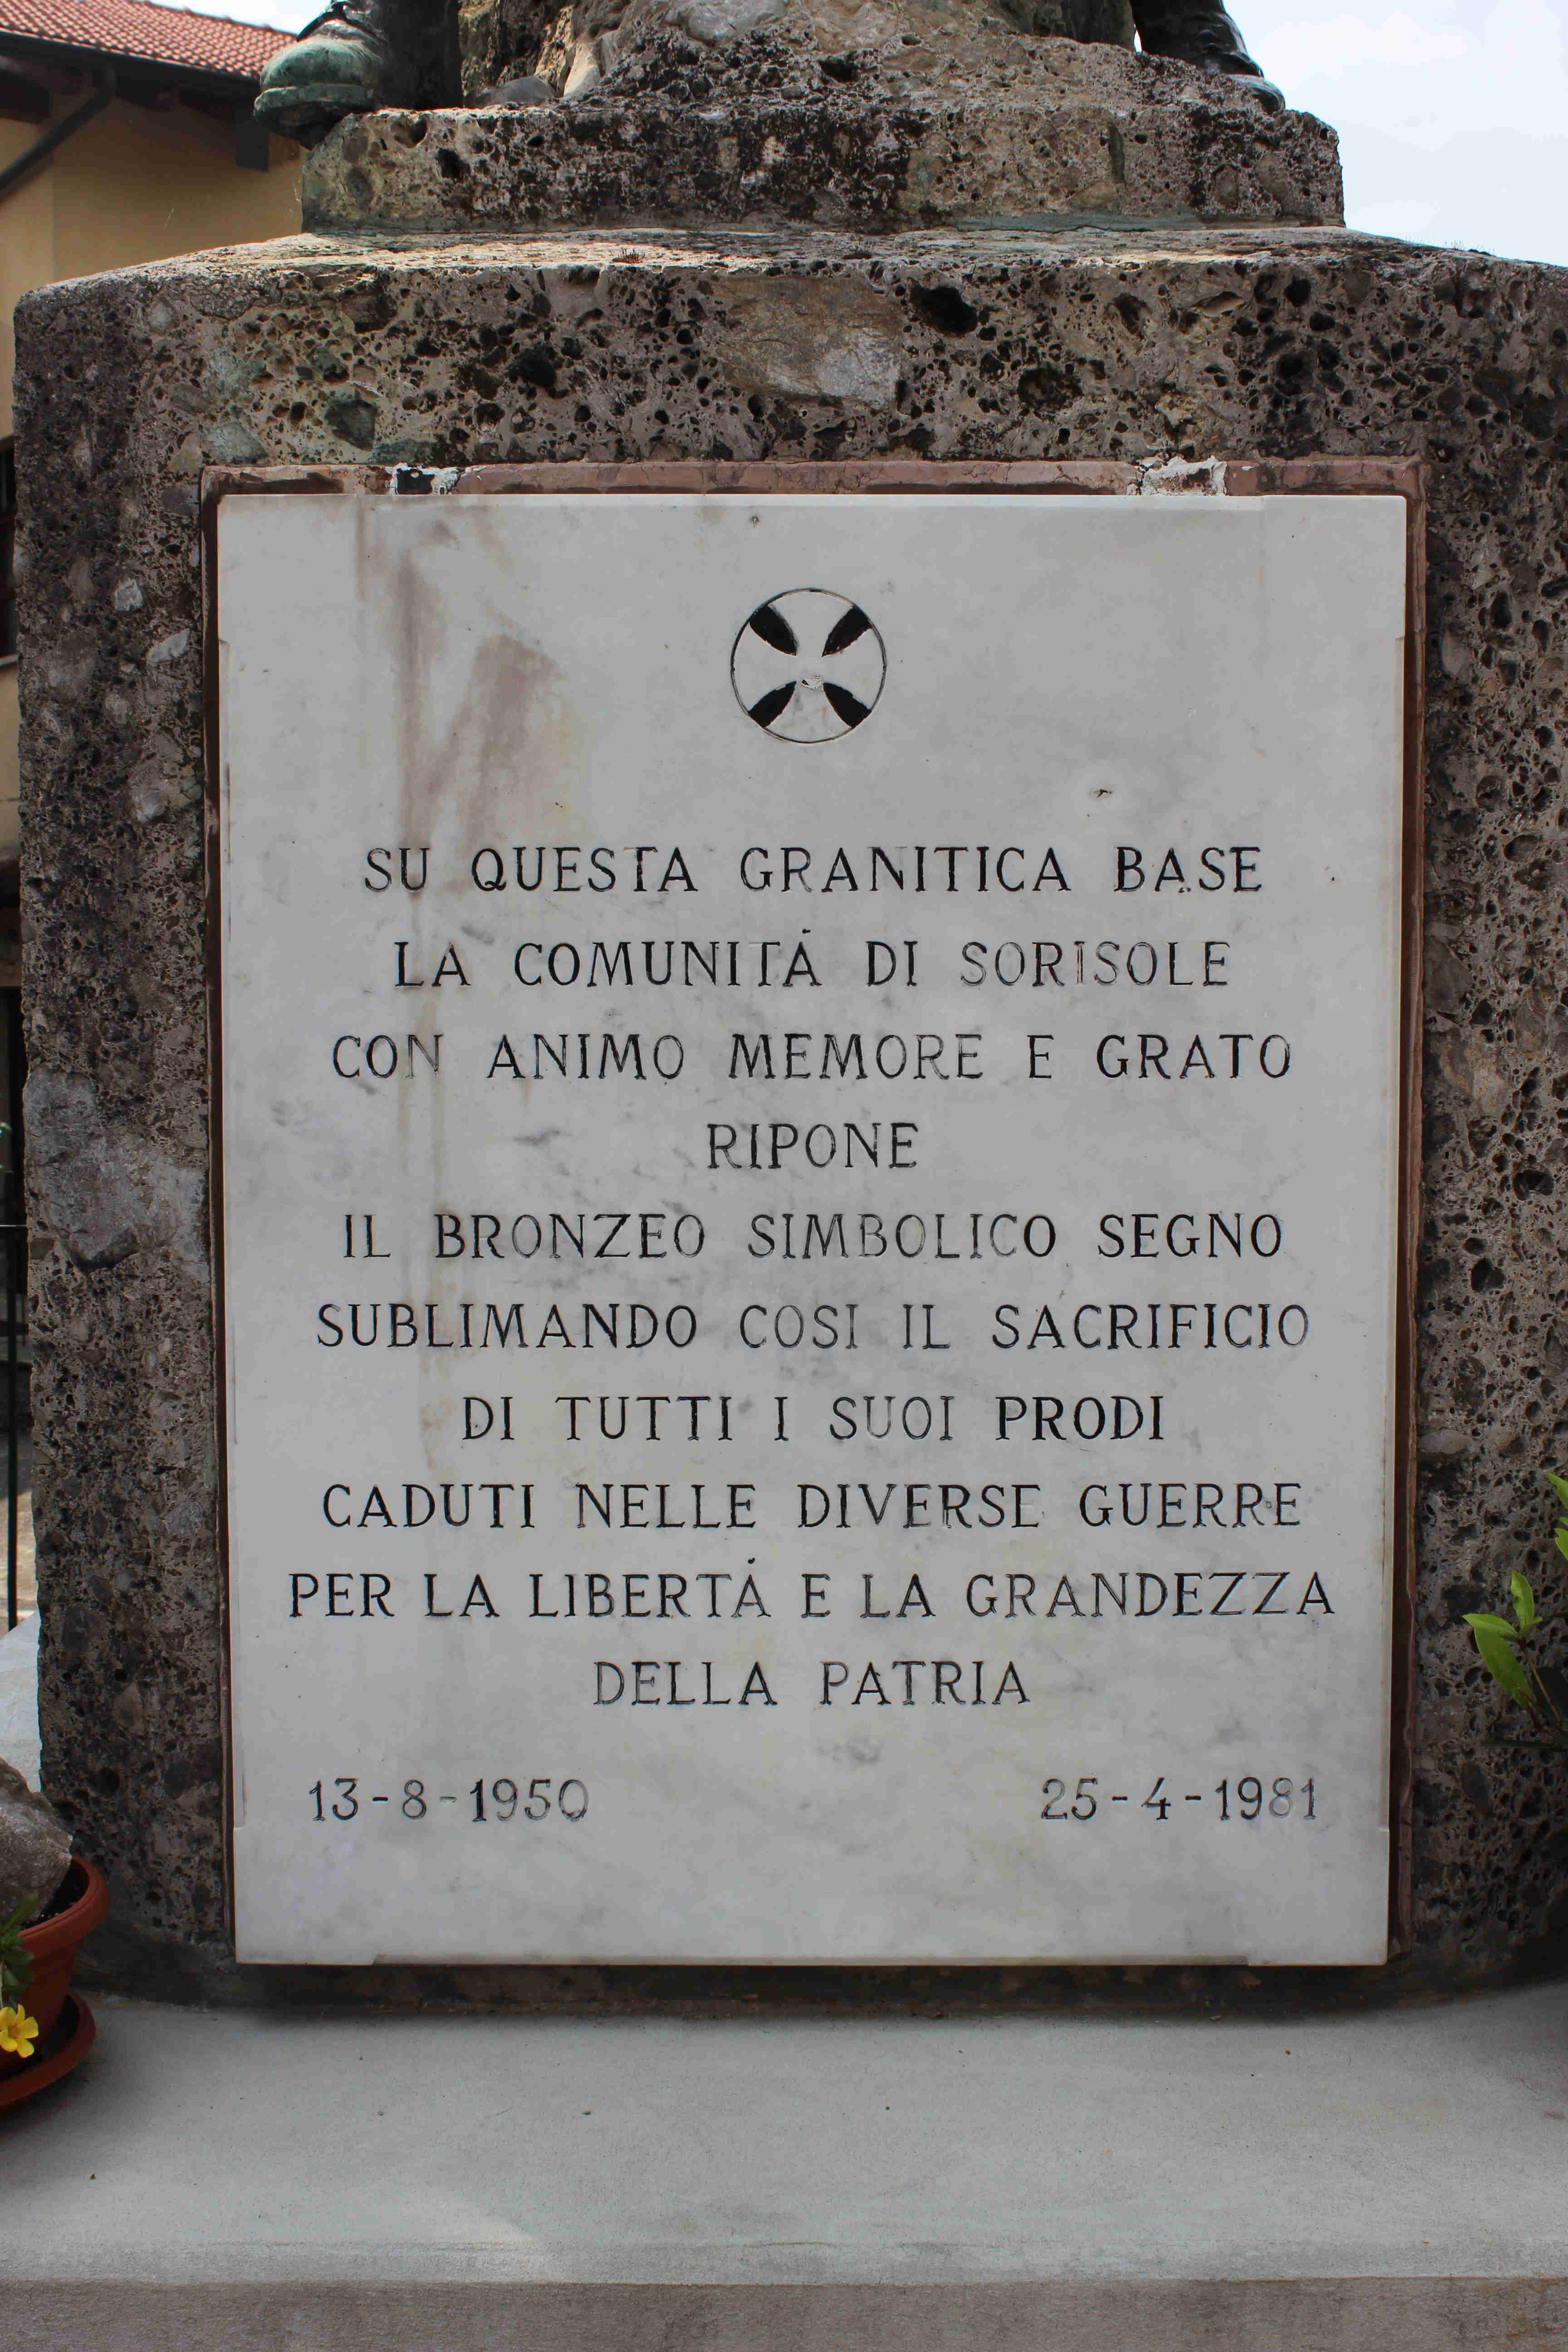 SU QUESTA GRANITICA BASE
LA COMUNITÀ DI SORISOLE
CON ANIMO MEMORE E GRATO
RIPONE
IL BRONZEO SIMBOLICO SEGNO
SUBLIMANDO COSI IL SACRIFICIO
DI TUTTI I SUOI PRODI
CADUTI NELLE DIVERSE GUERRE
PER LA LIBERTÀ E LA GRANDEZZA
DELLA PATRIA
13-8-1950 25-4-1981